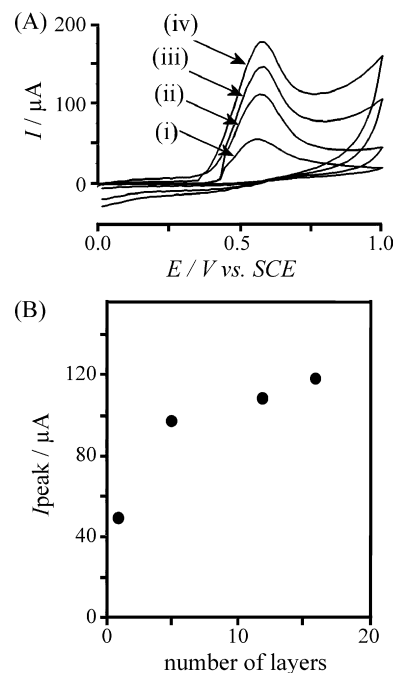 (A)
200
(iv)
(iii)
(ii)
(i)
100
0
I / μA
0.0
0.5
1.0
E / V vs. SCE
(B)
120
80
40
0
Ipeak / μA
0
10
20
number of layers